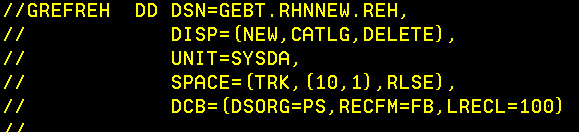 //GREFREH  DD DSN=GEBT.RHNNEW.REH,
//         DISP=(NEW,CATLG,DELETE),
//         UNIT=SYSDA,
//         SPACE=(TRK,(10,1),RLSE),
//         DCB=(DSORG=PS,RECFM=FB,LRECL=100)
//